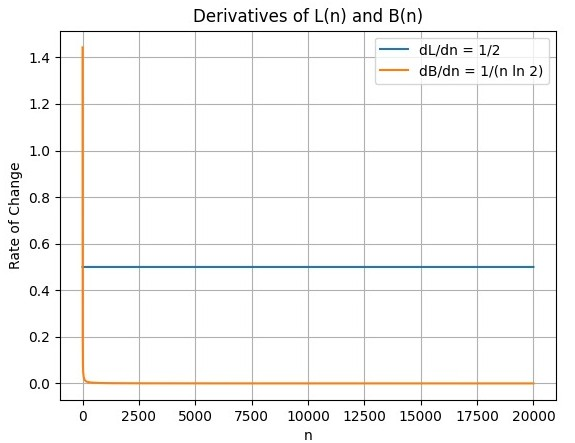 Derivatives of L(n) and B(n)
dL/dn = 1/2
dB/dn = 1/(n ln 2)
Rate of Change
1.4
1.2
1.0
0.8
0.6
0.4
0.2
0.0
0 2500 5000 7500 10000 12500 15000 17500 20000
n